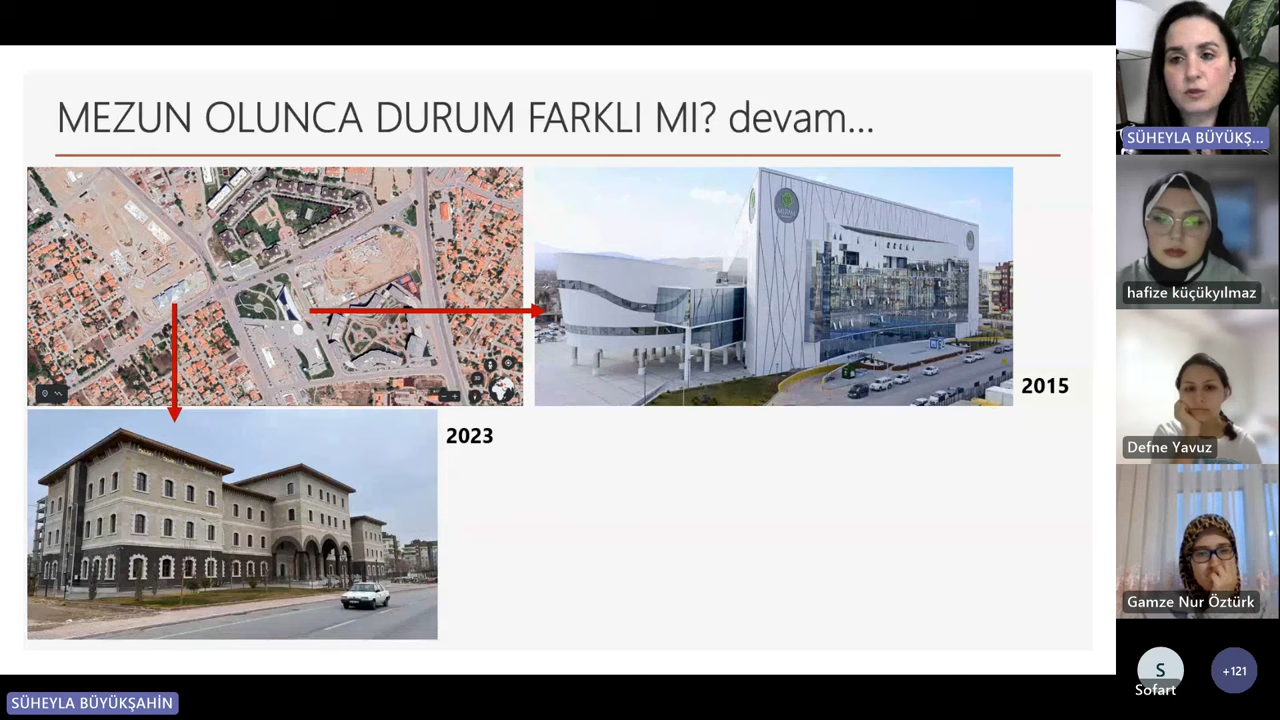 MEZUN OLUNCA DURUM FARKLI MI? devam...
2015
2023
SÜHEYLA BÜYÜKŞ...
hafize küçükyılmaz
Defne Yavuz
Gamze Nur Öztürk
S
Sofart
+121
SÜHEYLA BÜYÜKŞAHİN